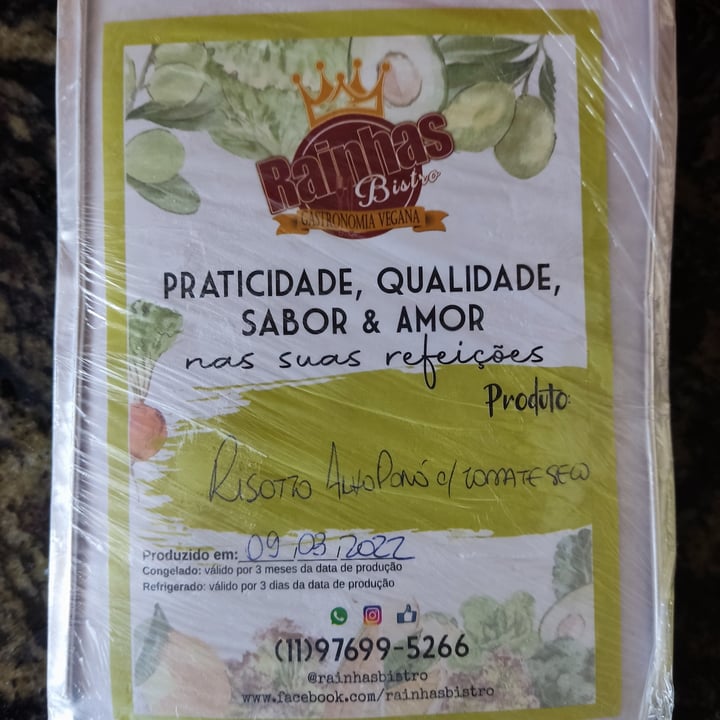 Rainhas
Bistro
GASTRONOMIA VEGANA
PRATICIDADE, QUALIDADE,
SABOR & AMOR
nas suas refeições
Produto:
RISOTTO ALHO PORÓ C/ TOMATE SECO
Produzido em: 09/03/2022
Congelado: válido por 3 meses da data de produção
Refrigerado: válido por 3 dias da data de produção
(11)97699-5266
@rainhasbistro
www.facebook.com/rainhasbistro